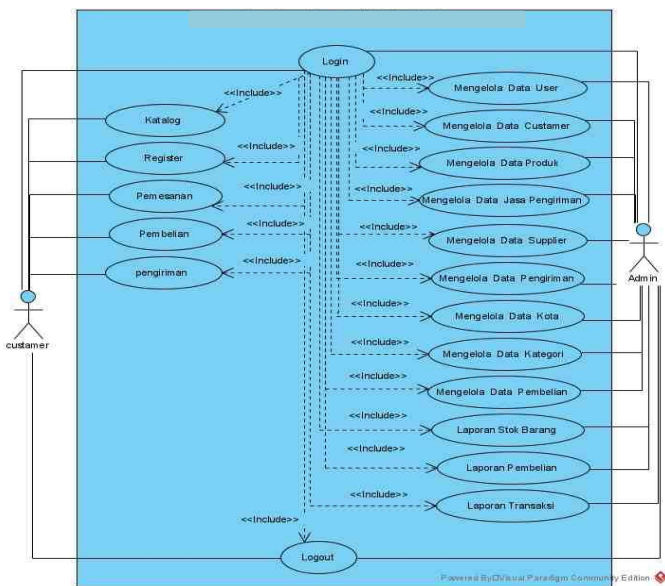 Login
<<Include>>
<<Include>>
Mengelola Data User
Katalog
<<Include>>
Mengelola Data Custamer
<<Include>>
Register
<<Include>>
Mengelola Data Produk
<<Include>>
Pemesanan
<<Include>>
Mengelola Data Jasa Pengiriman
<<Include>>
Pembelian
<<Include>>
Mengelola Data Supplier
<<Include>>
pengiriman
<<Include>>
Mengelola Data Pengiriman
Admin
<<Include>>
Mengelola Data Kota
custamer
<<Include>>
Mengelola Data Kategori
<<Include>>
Mengelola Data Pembelian
<<Include>>
Laporan Stok Barang
<<Include>>
Laporan Pembelian
<<Include>>
Laporan Transaksi
<<Include>>
Logout
Powered By Visual Paradigm Community Edition